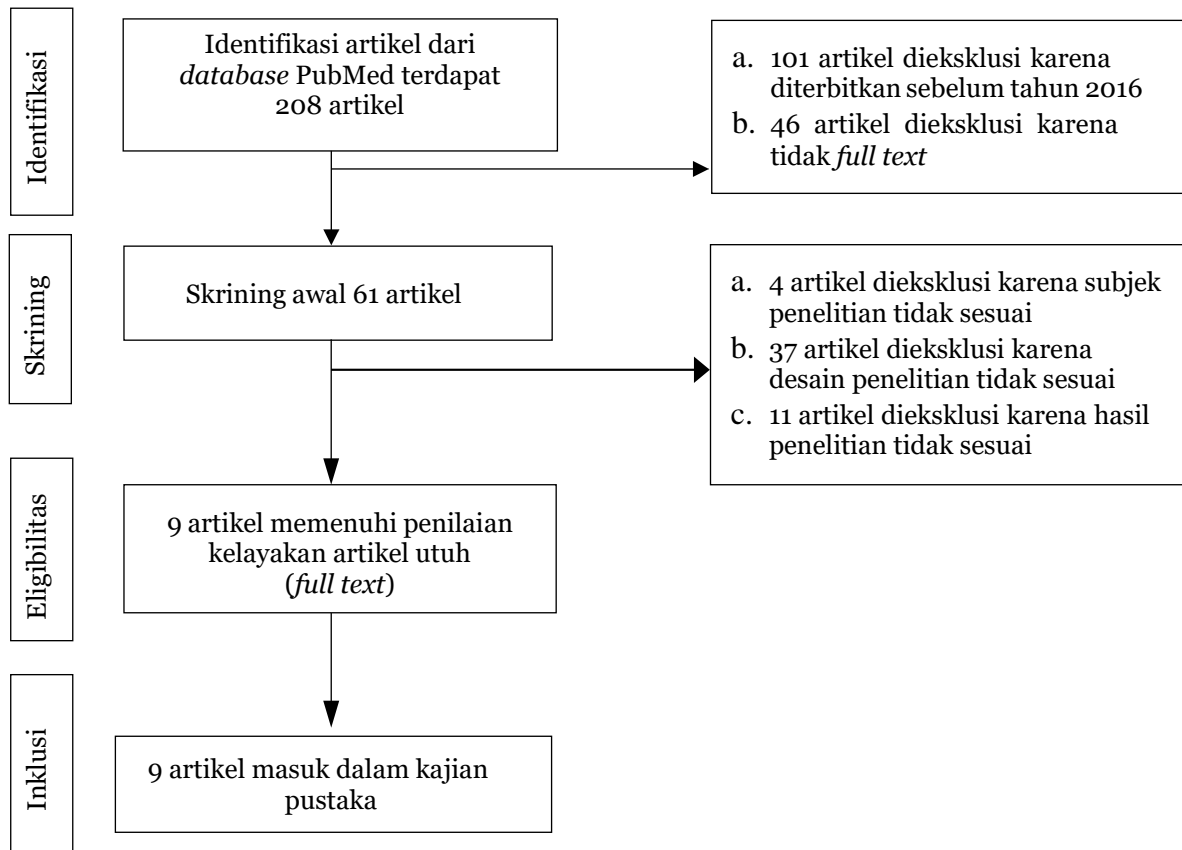 Identifikasi
Identifikasi artikel dari
database PubMed terdapat
208 artikel
a. 101 artikel dieksklusi karena
diterbitkan sebelum tahun 2016
b. 46 artikel dieksklusi karena
tidak full text
Skrining
Skrining awal 61 artikel
a. 4 artikel dieksklusi karena subjek
penelitian tidak sesuai
b. 37 artikel dieksklusi karena
desain penelitian tidak sesuai
c. 11 artikel dieksklusi karena hasil
penelitian tidak sesuai
Eligibilitas
9 artikel memenuhi penilaian
kelayakan artikel utuh
(full text)
Inklusi
9 artikel masuk dalam kajian
pustaka